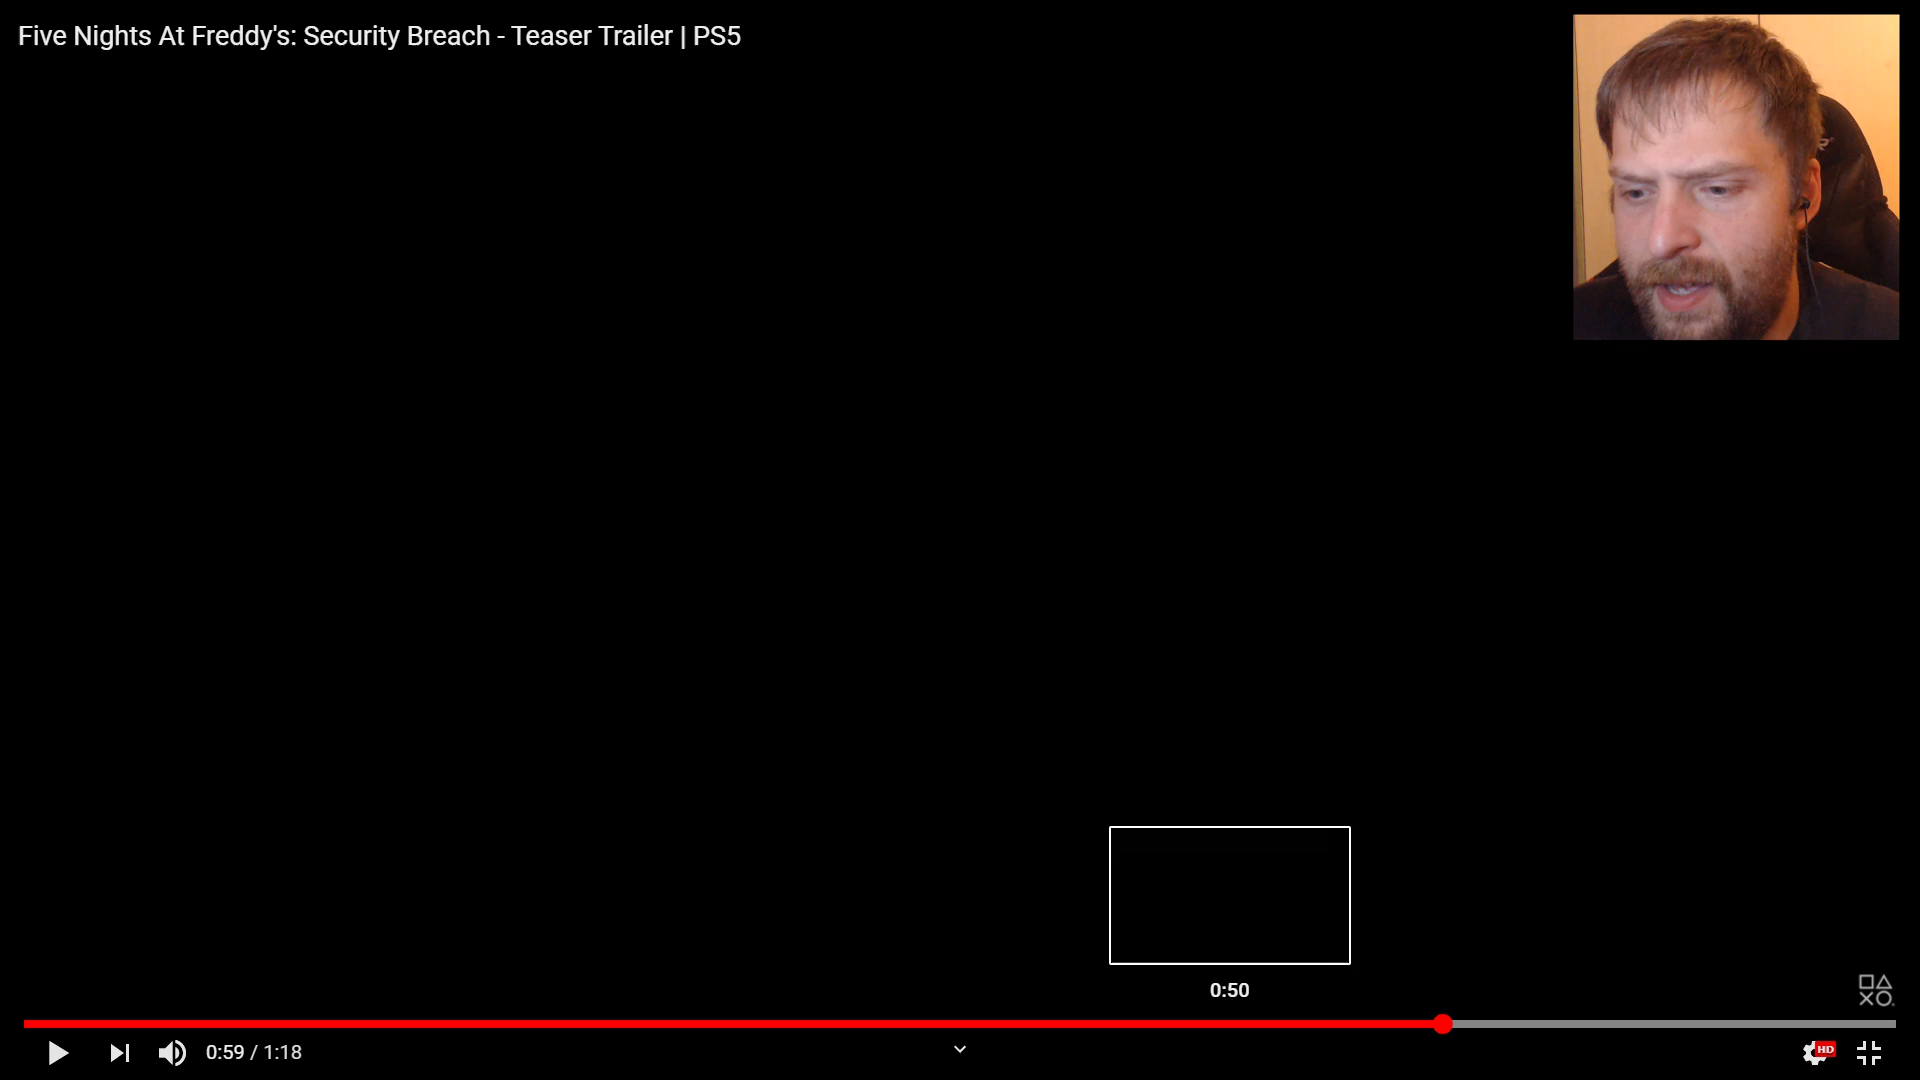 Five Nights At Freddy's: Security Breach - Teaser Trailer | PS5
0:50
0:59 / 1:18
HD